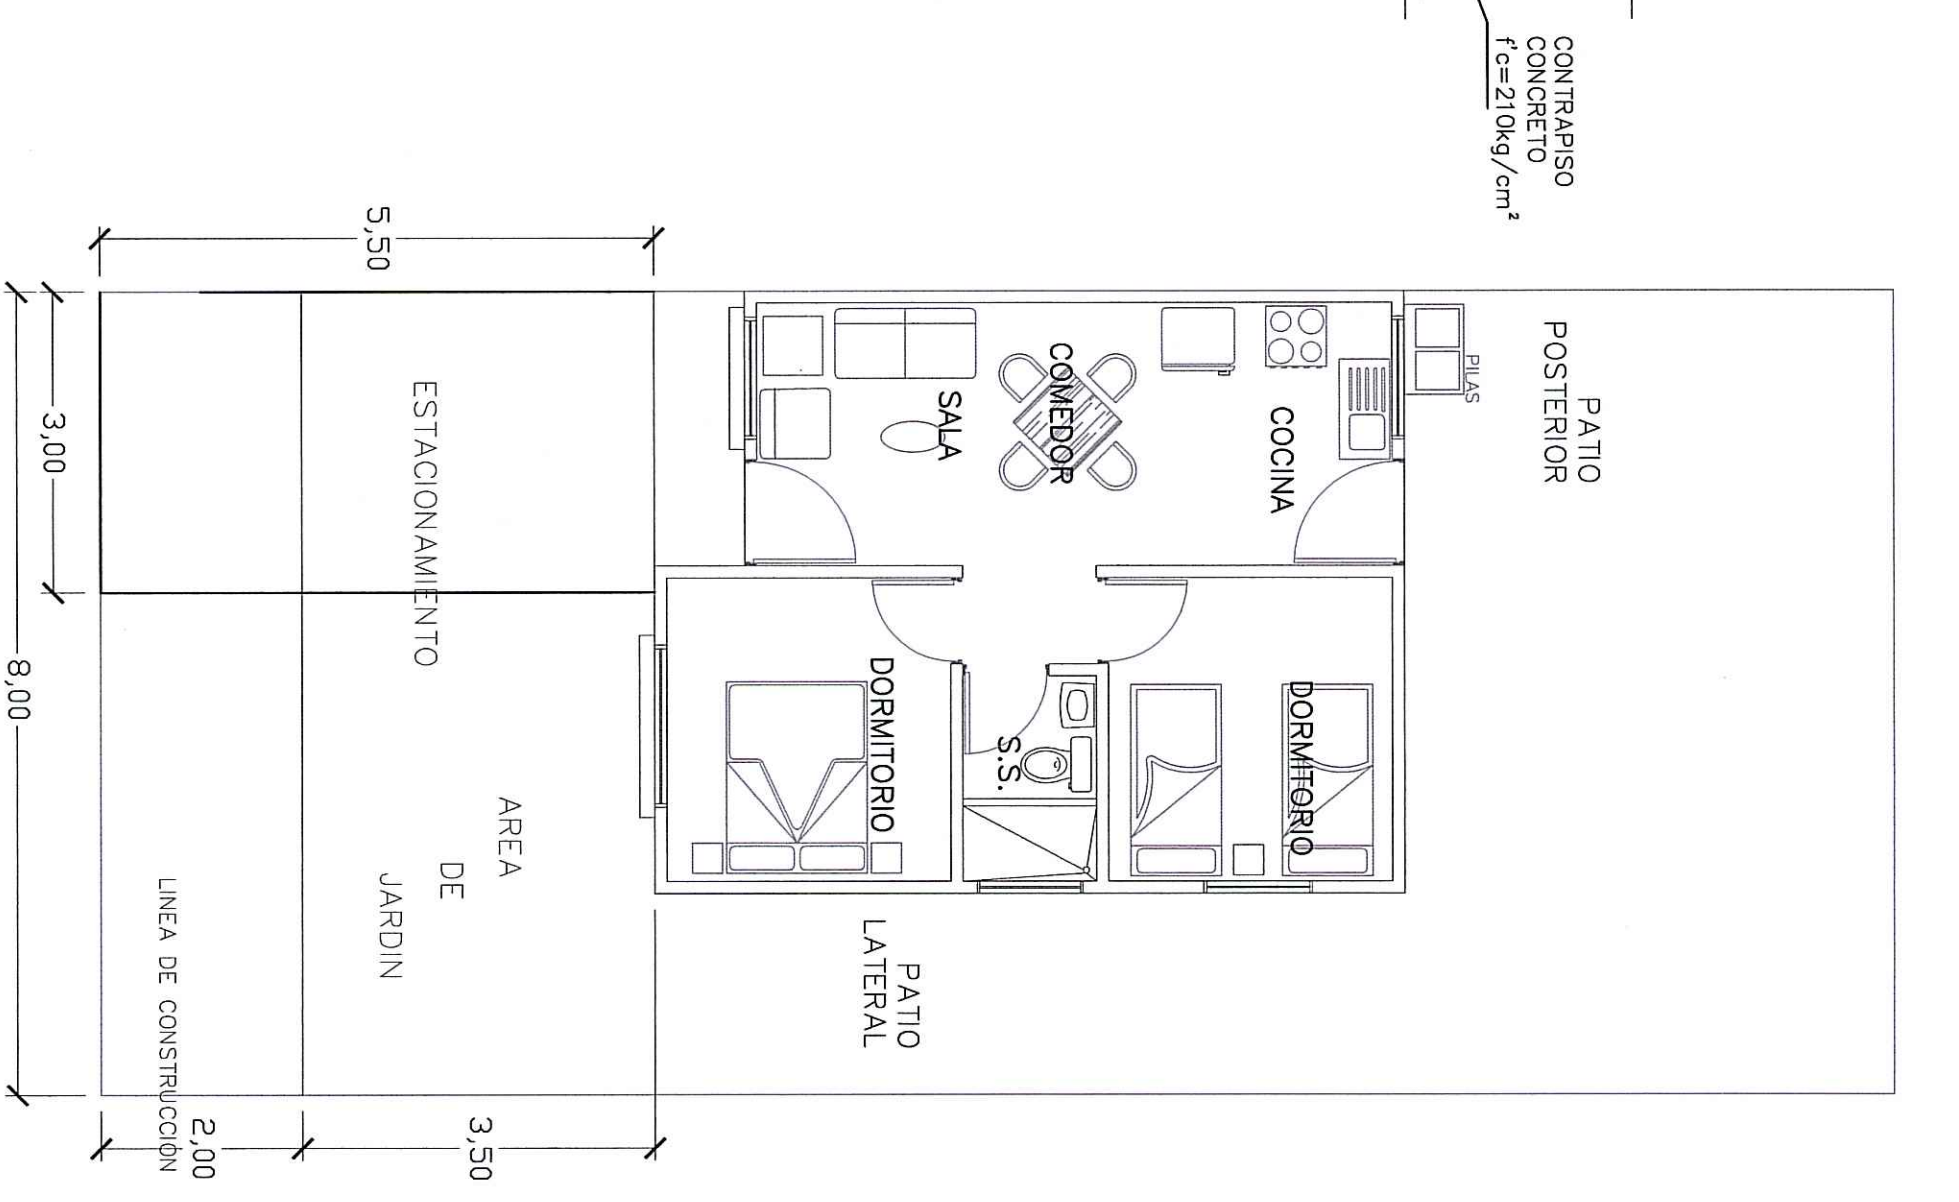 CONTRAPISO
CONCRETO
f'c=210kg/cm²
PATIO
POSTERIOR
PILAS
COCINA
COMEDOR
SALA
DORMITORIO
S.S.
DORMITORIO
PATIO
LATERAL
ESTACIONAMIENTO
AREA
DE
JARDIN
LINEA DE CONSTRUCCION
5,50
3,00
8,00
3,50
2,00